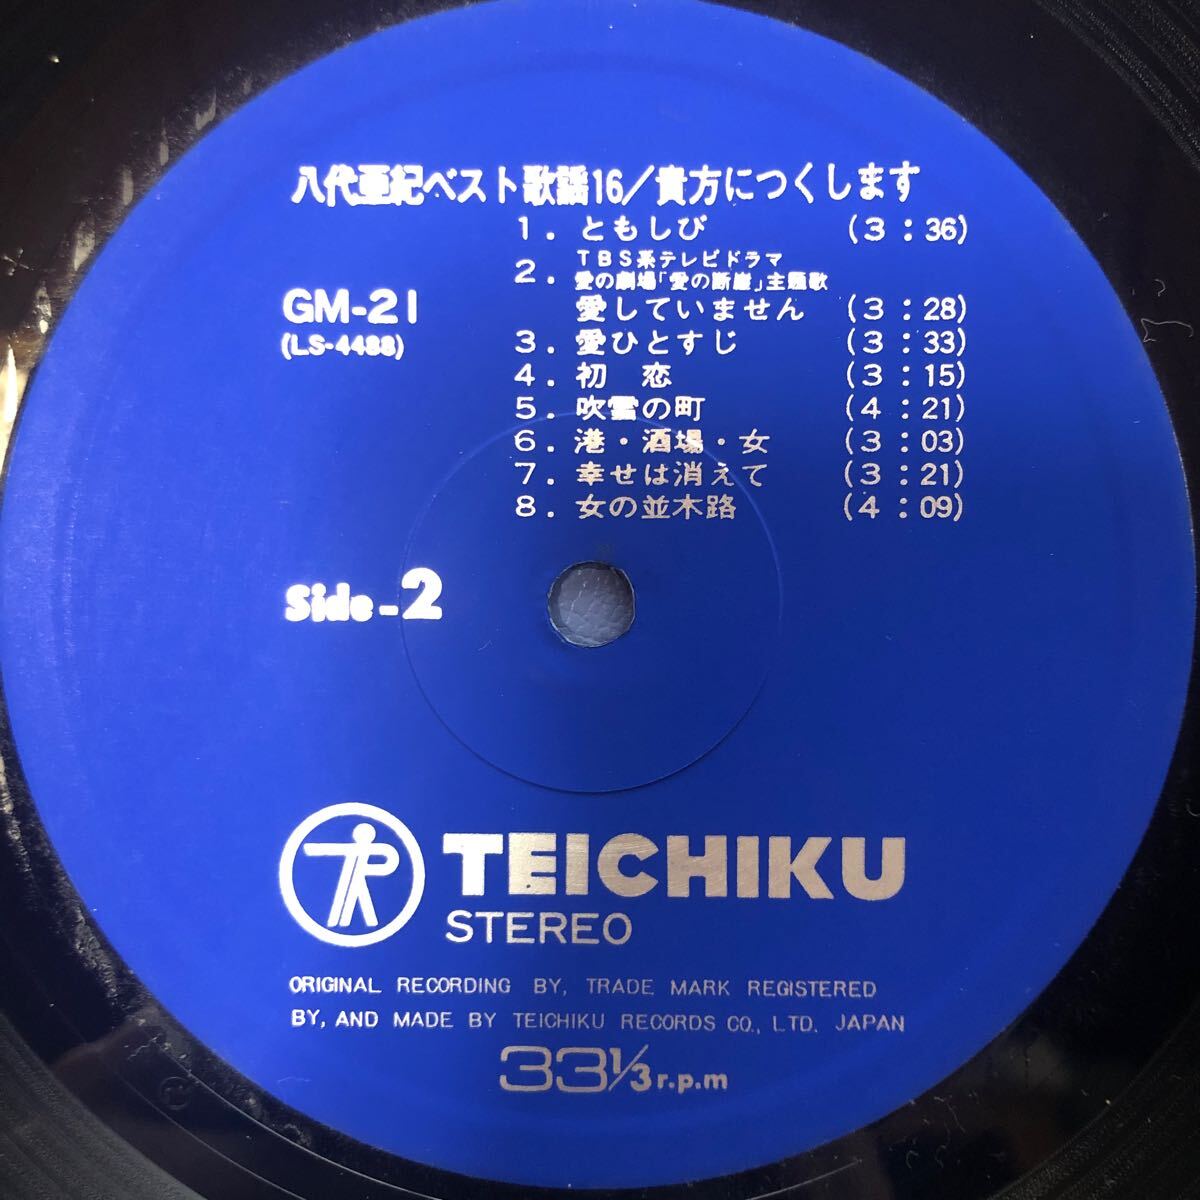 八代亜紀ベスト歌謡16/貴方につくします
1. ともしび (3:36)
TBS系テレビドラマ
2. 愛の劇場「愛の断崖」主題歌
愛していません (3:28)
GM-21
(LS-4488)
3. 愛ひとすじ (3:33)
4. 初 恋 (3:15)
5. 吹雪の町 (4:21)
6. 港・酒場・女 (3:03)
7. 幸せは消えて (3:21)
8. 女の並木路 (4:09)
Side-2
TEICHIKU
STEREO
ORIGINAL RECORDING BY, TRADE MARK REGISTERED
BY, AND MADE BY TEICHIKU RECORDS CO., LTD. JAPAN
33 1/3 r.p.m